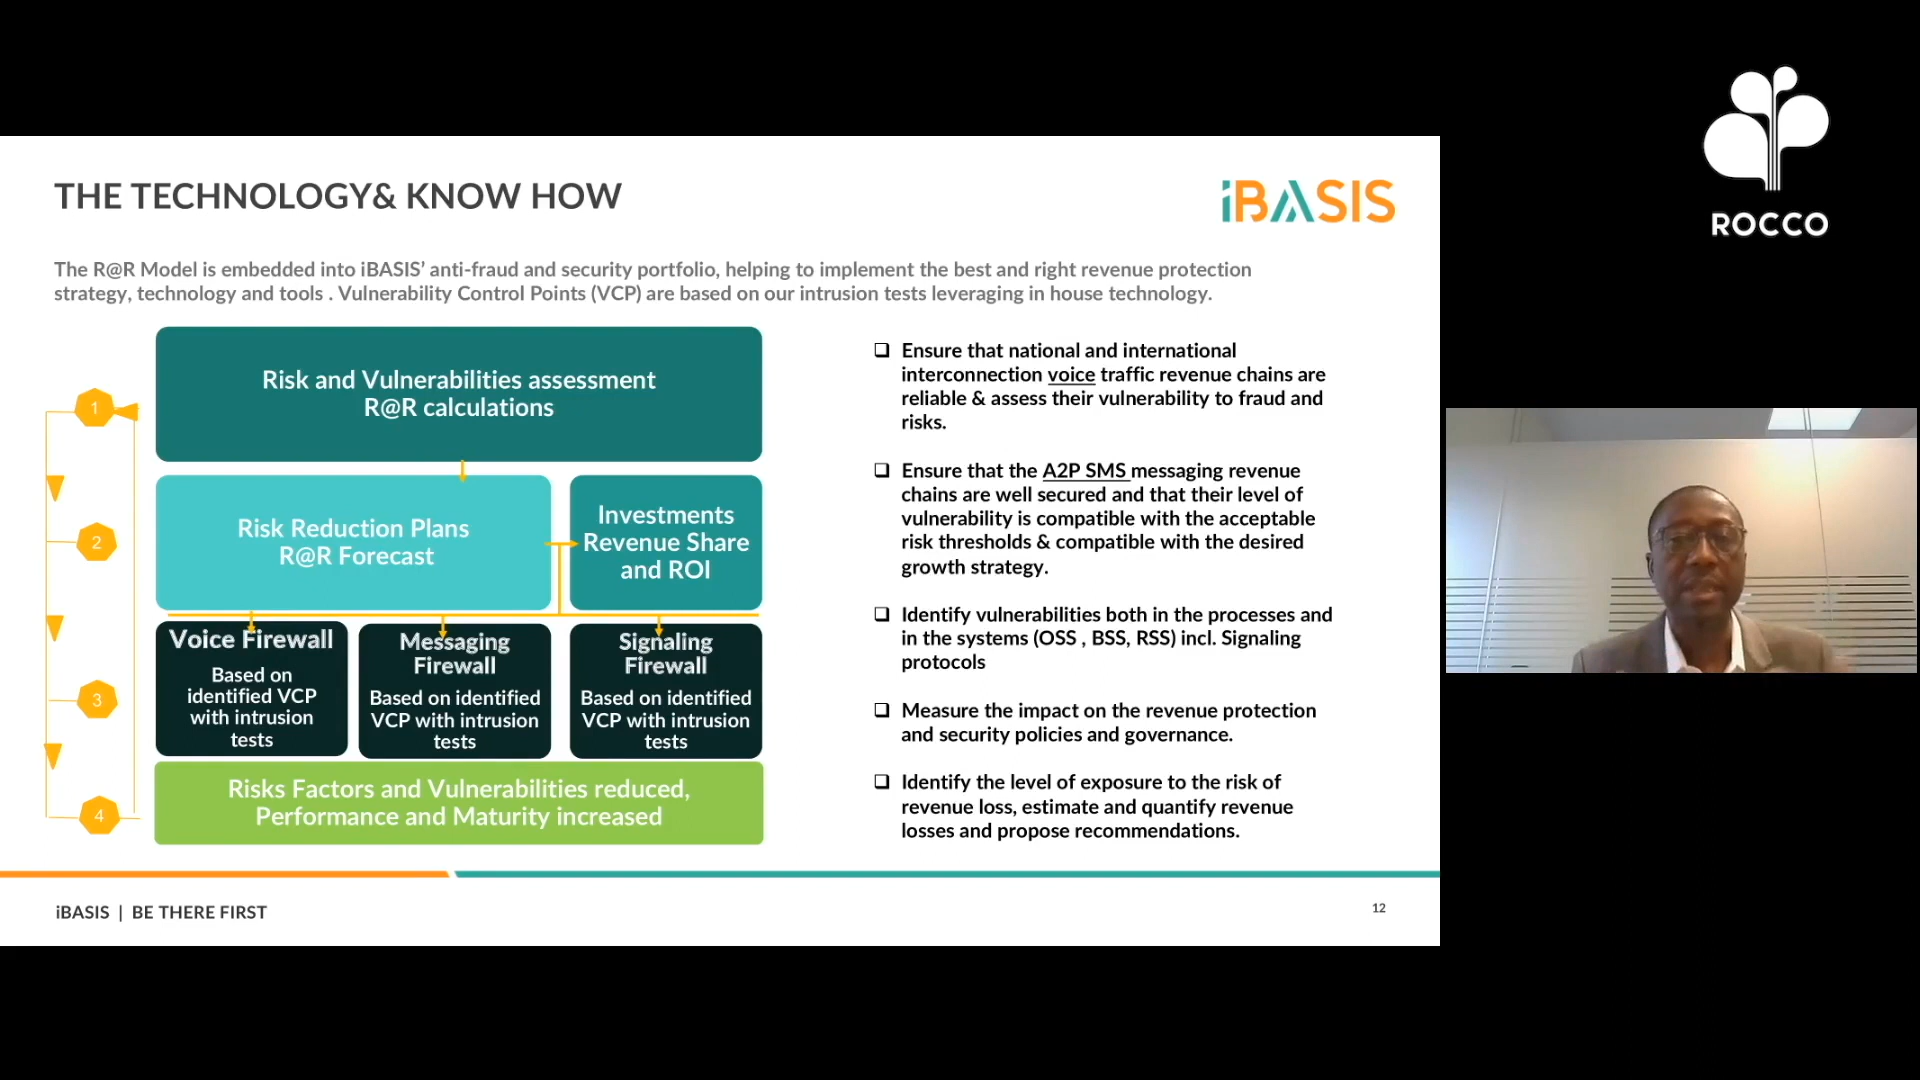 THE TECHNOLOGY& KNOW HOW
iBASIS
ROCCO
The R@R Model is embedded into iBASIS’ anti-fraud and security portfolio, helping to implement the best and right revenue protection
strategy, technology and tools . Vulnerability Control Points (VCP) are based on our intrusion tests leveraging in house technology.
1
2
3
4
Risk and Vulnerabilities assessment
R@R calculations
Risk Reduction Plans
R@R Forecast
Investments
Revenue Share
and ROI
Voice Firewall
Based on
identified VCP
with intrusion
tests
Messaging
Firewall
Based on identified
VCP with intrusion
tests
Signaling
Firewall
Based on identified
VCP with intrusion
tests
Risks Factors and Vulnerabilities reduced,
Performance and Maturity increased
❑ Ensure that national and international
interconnection voice traffic revenue chains are
reliable & assess their vulnerability to fraud and
risks.
❑ Ensure that the A2P SMS messaging revenue
chains are well secured and that their level of
vulnerability is compatible with the acceptable
risk thresholds & compatible with the desired
growth strategy.
❑ Identify vulnerabilities both in the processes and
in the systems (OSS , BSS, RSS) incl. Signaling
protocols
❑ Measure the impact on the revenue protection
and security policies and governance.
❑ Identify the level of exposure to the risk of
revenue loss, estimate and quantify revenue
losses and propose recommendations.
iBASIS | BE THERE FIRST
12